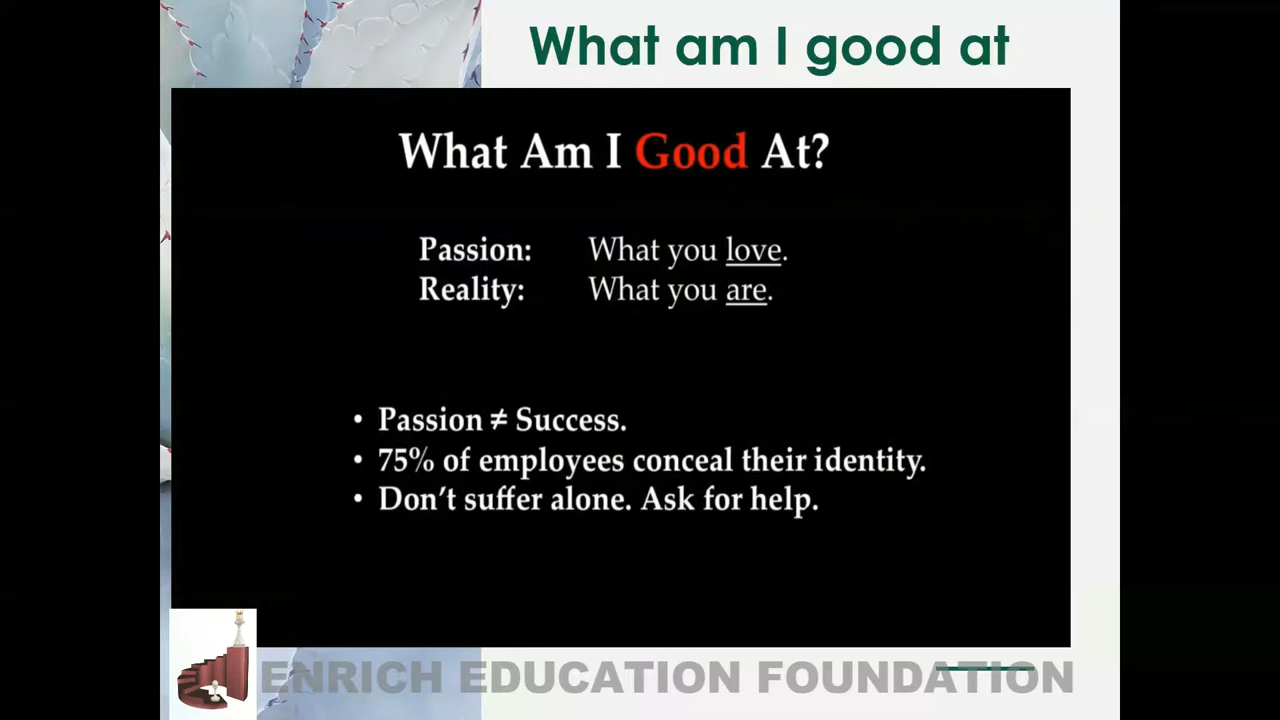 What am I good at
What Am I Good At?
Passion: What you love.
Reality: What you are.
• Passion ≠ Success.
• 75% of employees conceal their identity.
• Don't suffer alone. Ask for help.
ENRICH EDUCATION FOUNDATION